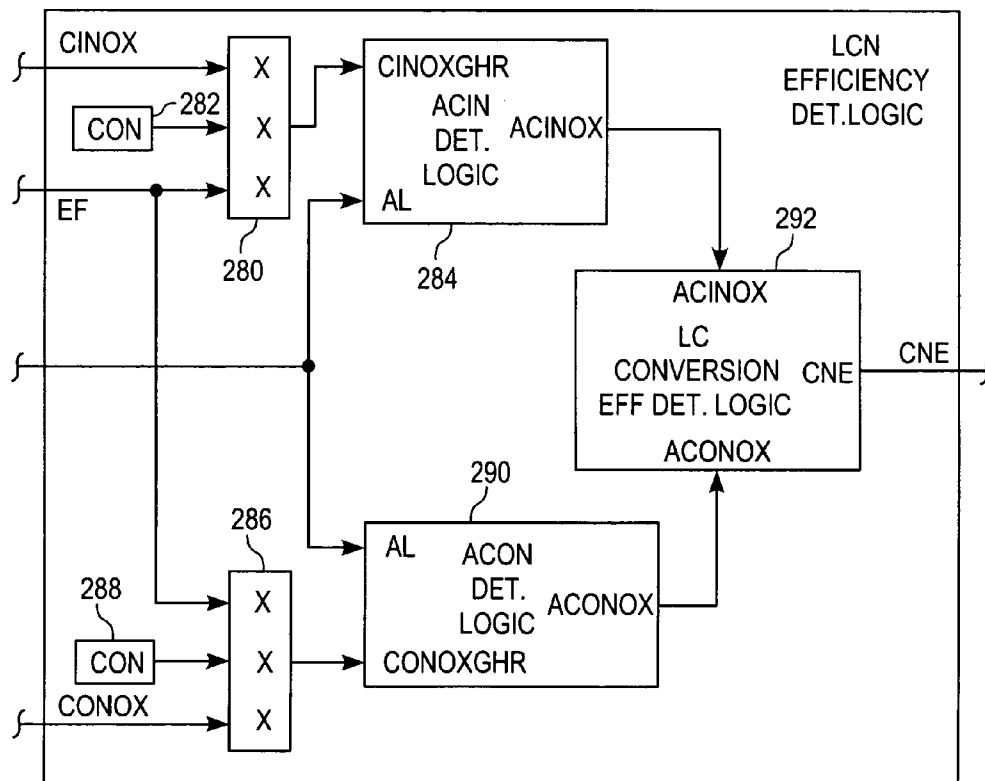 CINOX
282
CON
EF
X
X
X
280
CINOXGHR
ACIN
DET.
LOGIC
ACINOX
AL
284
LCN
EFFICIENCY
DET.LOGIC
292
ACINOX
LC
CONVERSION
EFF DET. LOGIC
CNE
ACONOX
CNE
290
AL
ACON
DET.
LOGIC
ACONOX
CONOXGHR
286
X
X
X
288
CON
CONOX